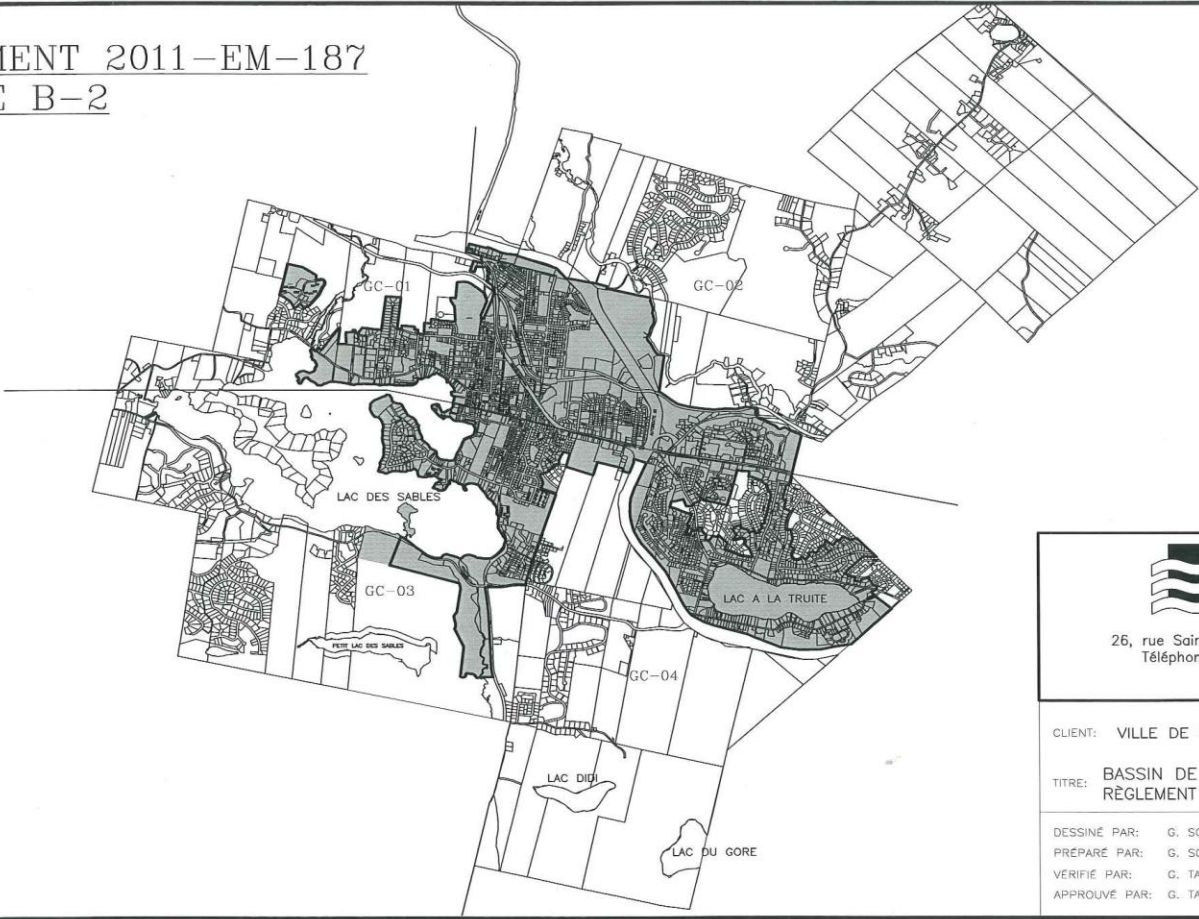 MENT 2011-EM-187
E B-2
GC-01
GC-02
LAC DES SABLES
GC-03
LAC A LA TRUITE
PETIT LAC DES SABLES
GC-04
LAC DIDI
LAC DU GORE
26, rue Sain
Téléphon
CLIENT: VILLE DE
TITRE: BASSIN DE
RÈGLEMENT
DESSINÉ PAR: G. SC
PRÉPARÉ PAR: G. SC
VÉRIFIÉ PAR: G. TA
APPROUVÉ PAR: G. TA